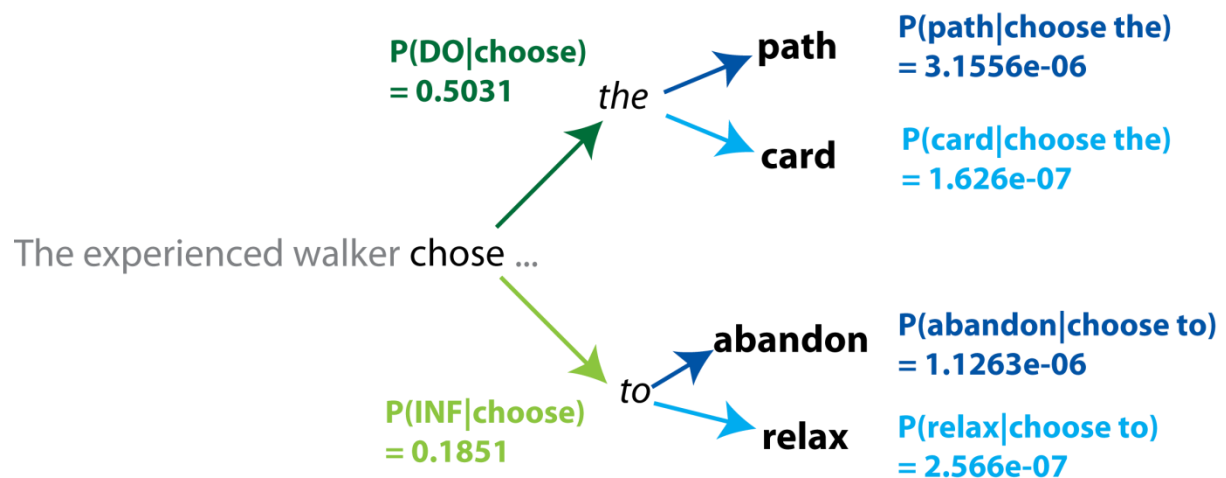 P(DO|choose)
= 0.5031
the
path
P(path|choose the)
= 3.1556e-06
card
P(card|choose the)
= 1.626e-07
The experienced walker chose ...
P(INF|choose)
= 0.1851
to
abandon
P(abandon|choose to)
= 1.1263e-06
relax
P(relax|choose to)
= 2.566e-07